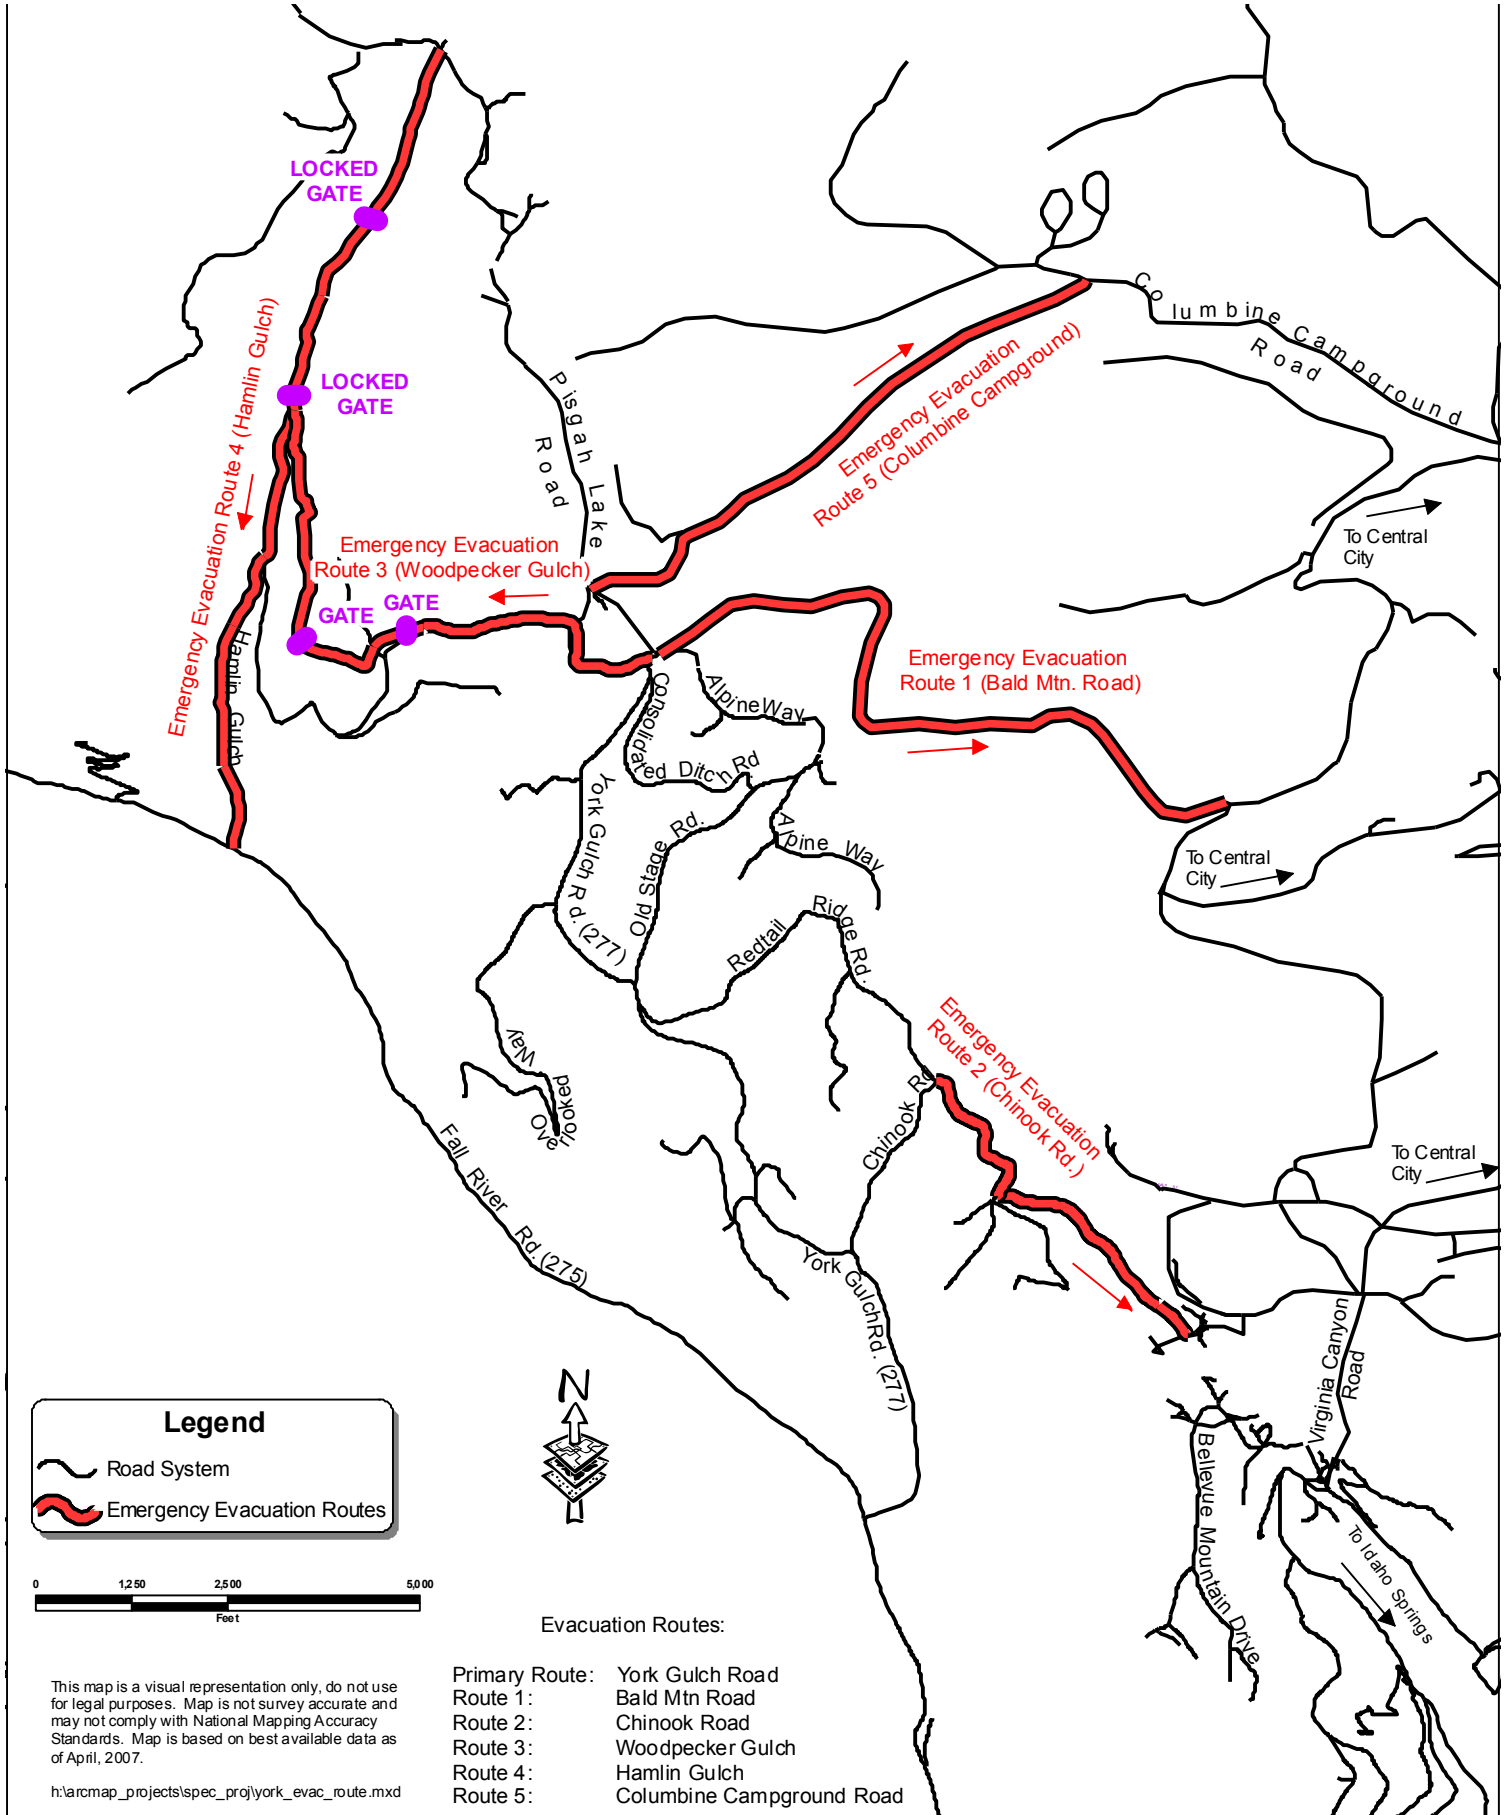 LOCKED
GATE
LOCKED
GATE
Emergency Evacuation Route 4 (Hamlin Gulch)
Pisgah Lake
Road
Columbine Campground
Road
Emergency Evacuation
Route 5 (Columbine Campground)
To Central
City
Emergency Evacuation
Route 3 (Woodpecker Gulch)
GATE
GATE
Hamlin Gulch
Emergency Evacuation
Route 1 (Bald Mtn. Road)
Alpine Way
Consolidated Ditch Rd
York Gulch Rd. (277)
Old Stage Rd.
Alpine Way
To Central
City
Redtail Ridge Rd.
Overlooked Way
Emergency Evacuation
Route 2 (Chinook Rd.)
Chinook Rd
Fall River Rd. (275)
York Gulch Rd. (277)
To Central
City
Virginia Canyon
Road
Bellevue Mountain Drive
To Idaho Springs
N
Legend
Road System
Emergency Evacuation Routes
0 1,250 2,500 5,000
Feet
This map is a visual representation only, do not use
for legal purposes. Map is not survey accurate and
may not comply with National Mapping Accuracy
Standards. Map is based on best available data as
of April, 2007.
h:\arcmap_projects\spec_proj\york_evac_route.mxd
Evacuation Routes:
Primary Route: York Gulch Road
Route 1: Bald Mtn Road
Route 2: Chinook Road
Route 3: Woodpecker Gulch
Route 4: Hamlin Gulch
Route 5: Columbine Campground Road